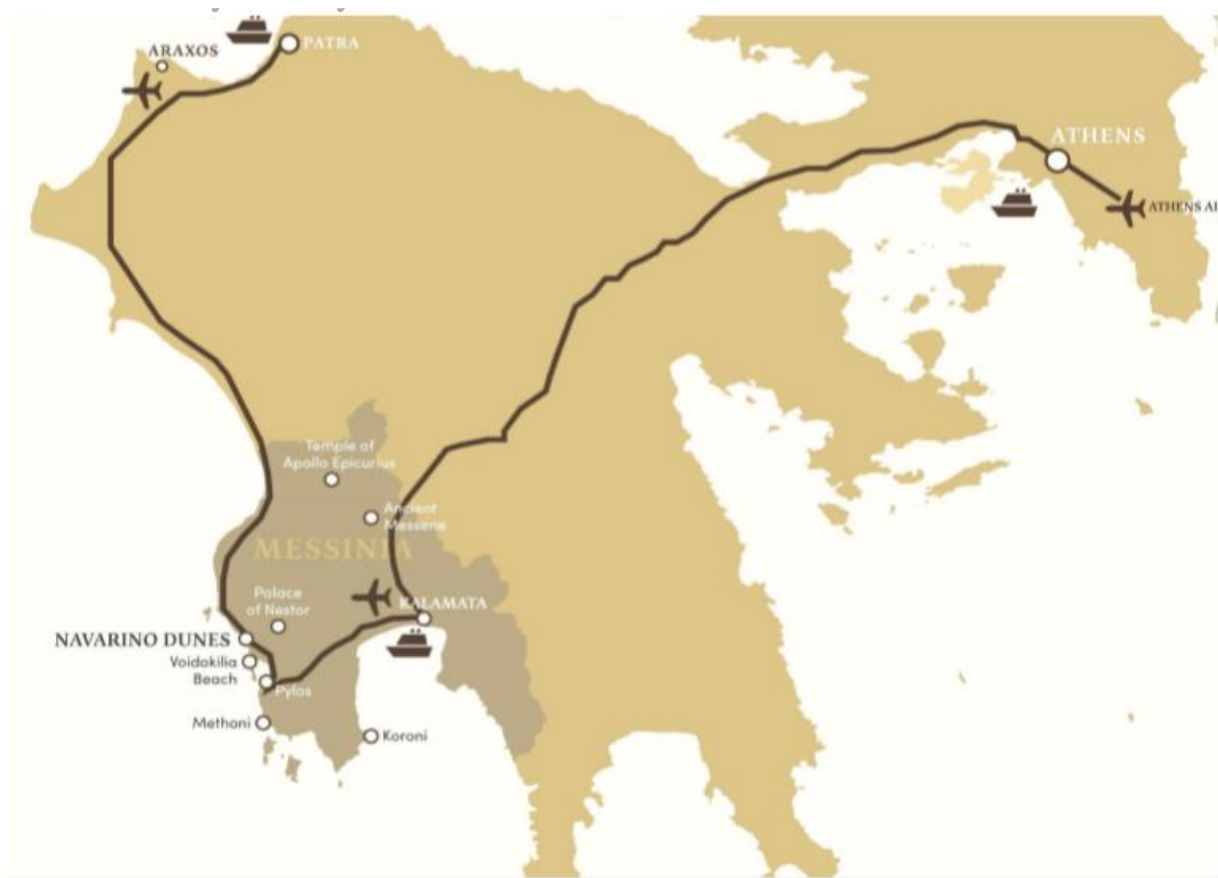 ARAXOS
PATRA
ATHENS
ATHENS
Temple of
Apollo Epicurius
Ancient
Messene
MESSINIA
Palace
of Nestor
KALAMATA
NAVARINO DUNES
Voidokilia
Beach
Pylos
Methoni
Koroni